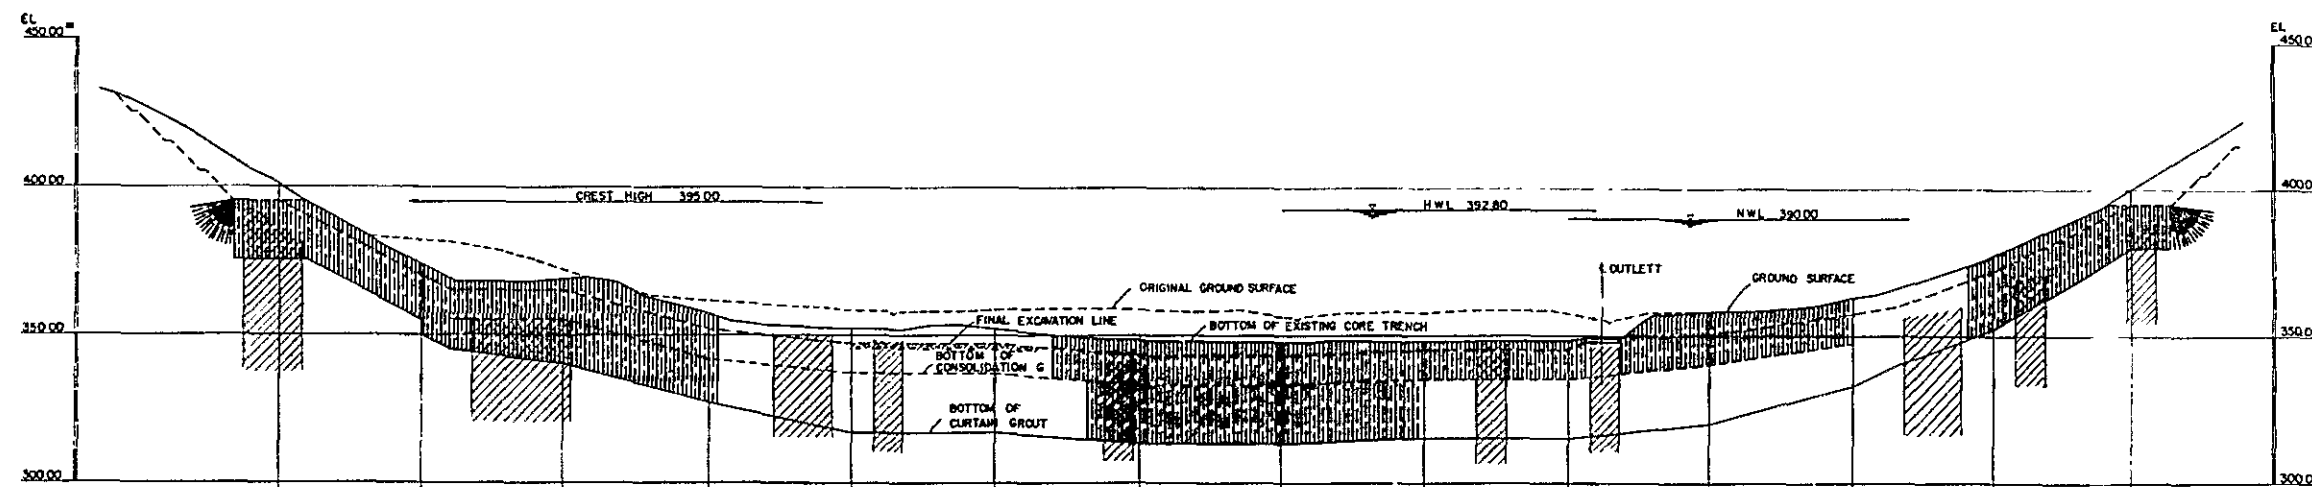 EL m
450.00
EL
450.0
400.00
400.0
CREST HIGH 395.00
HWL 392.80
NWL 390.00
OUTLETT
GROUND SURFACE
ORIGINAL GROUND SURFACE
FINAL EXCAVATION LINE
BOTTOM OF EXISTING CORE TRENCH
350.00
350.0
BOTTOM OF
CONSOLIDATION G
BOTTOM OF
CURTAIN GROUT
300.00
300.0